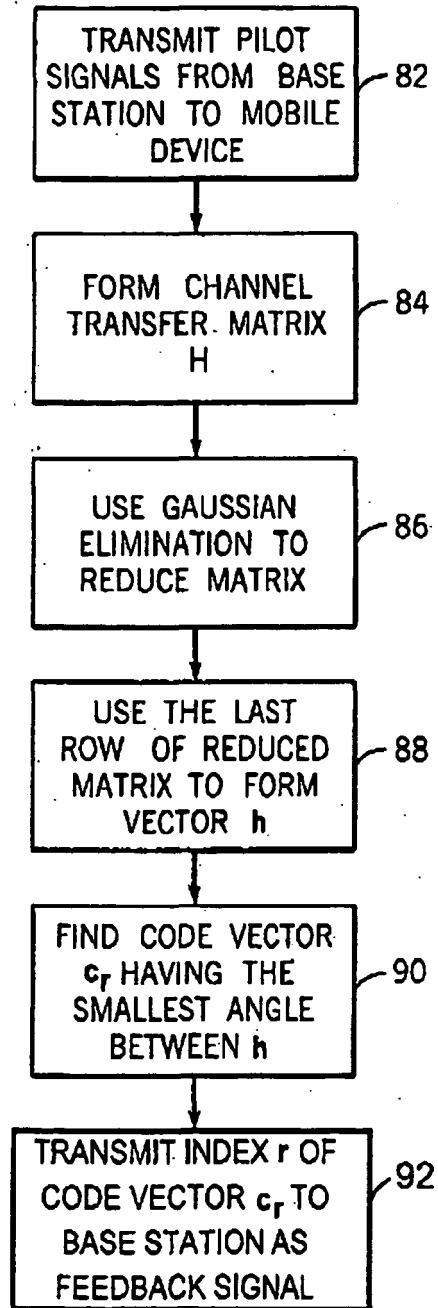 TRANSMIT PILOT
SIGNALS FROM BASE
STATION TO MOBILE
DEVICE
82
FORM CHANNEL
TRANSFER MATRIX
H
84
USE GAUSSIAN
ELIMINATION TO
REDUCE MATRIX
86
USE THE LAST
ROW OF REDUCED
MATRIX TO FORM
VECTOR h
88
FIND CODE VECTOR
cr HAVING THE
SMALLEST ANGLE
BETWEEN h
90
TRANSMIT INDEX r OF
CODE VECTOR cr TO
BASE STATION AS
FEEDBACK SIGNAL
92